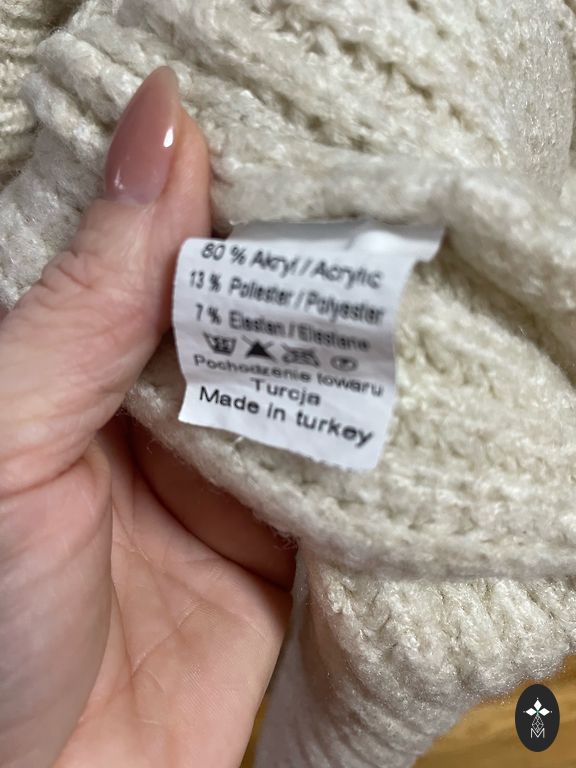 80 % Akryl / Acrylic
13 % Poliester / Polyester
7 % Elastan / Elastane
Pochodzenie towaru
Turcja
Made in turkey